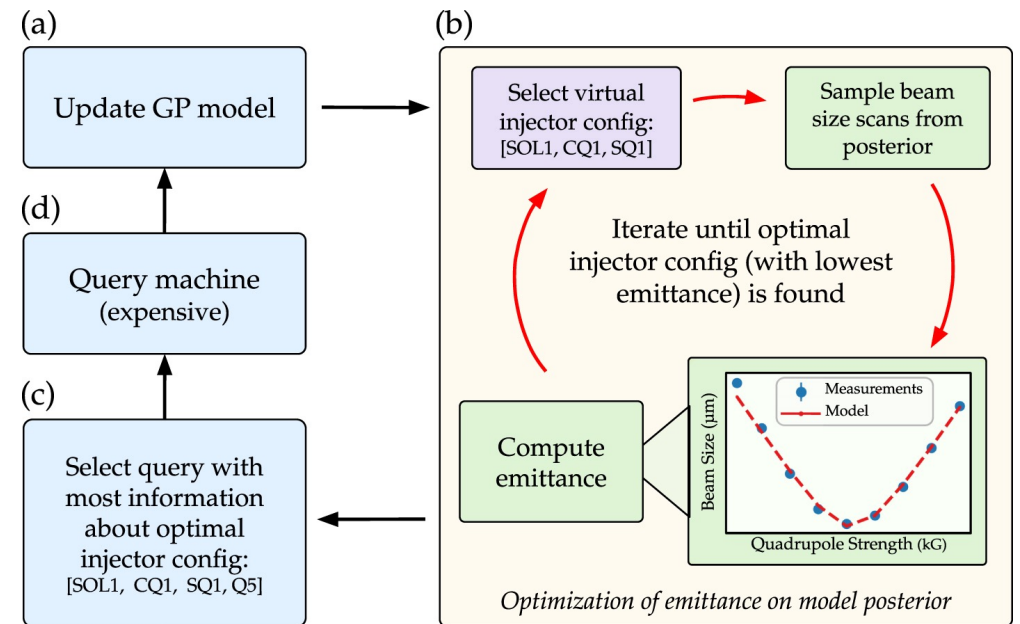 (a)
Update GP model
(b)
Select virtual
injector config:
[SOL1, CQ1, SQ1]
Sample beam
size scans from
posterior
Iterate until optimal
injector config (with lowest
emittance) is found
Compute
emittance
Measurements
Model
Beam Size (μm)
Quadrupole Strength (kG)
Optimization of emittance on model posterior
(c)
Select query with
most information
about optimal
injector config:
[SOL1, CQ1, SQ1, Q5]
(d)
Query machine
(expensive)